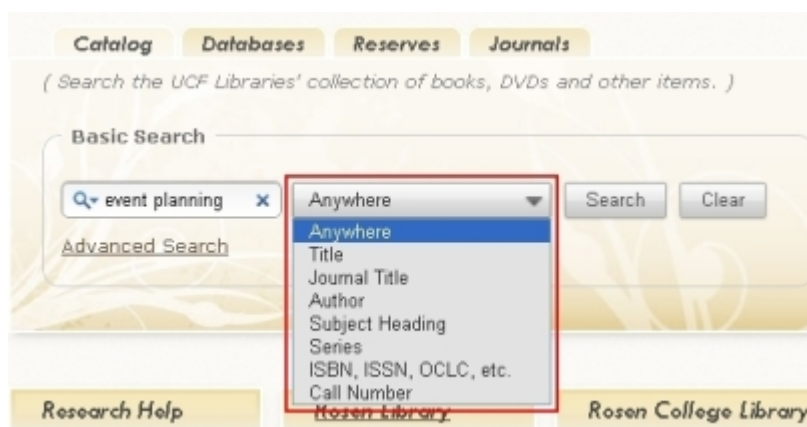 Catalog Databases Reserves Journals
( Search the UCF Libraries' collection of books, DVDs and other items. )
Basic Search
event planning × Anywhere Search Clear
Advanced Search
Anywhere
Title
Journal Title
Author
Subject Heading
Series
ISBN, ISSN, OCLC, etc.
Call Number
Research Help Rosen Library Rosen College Library